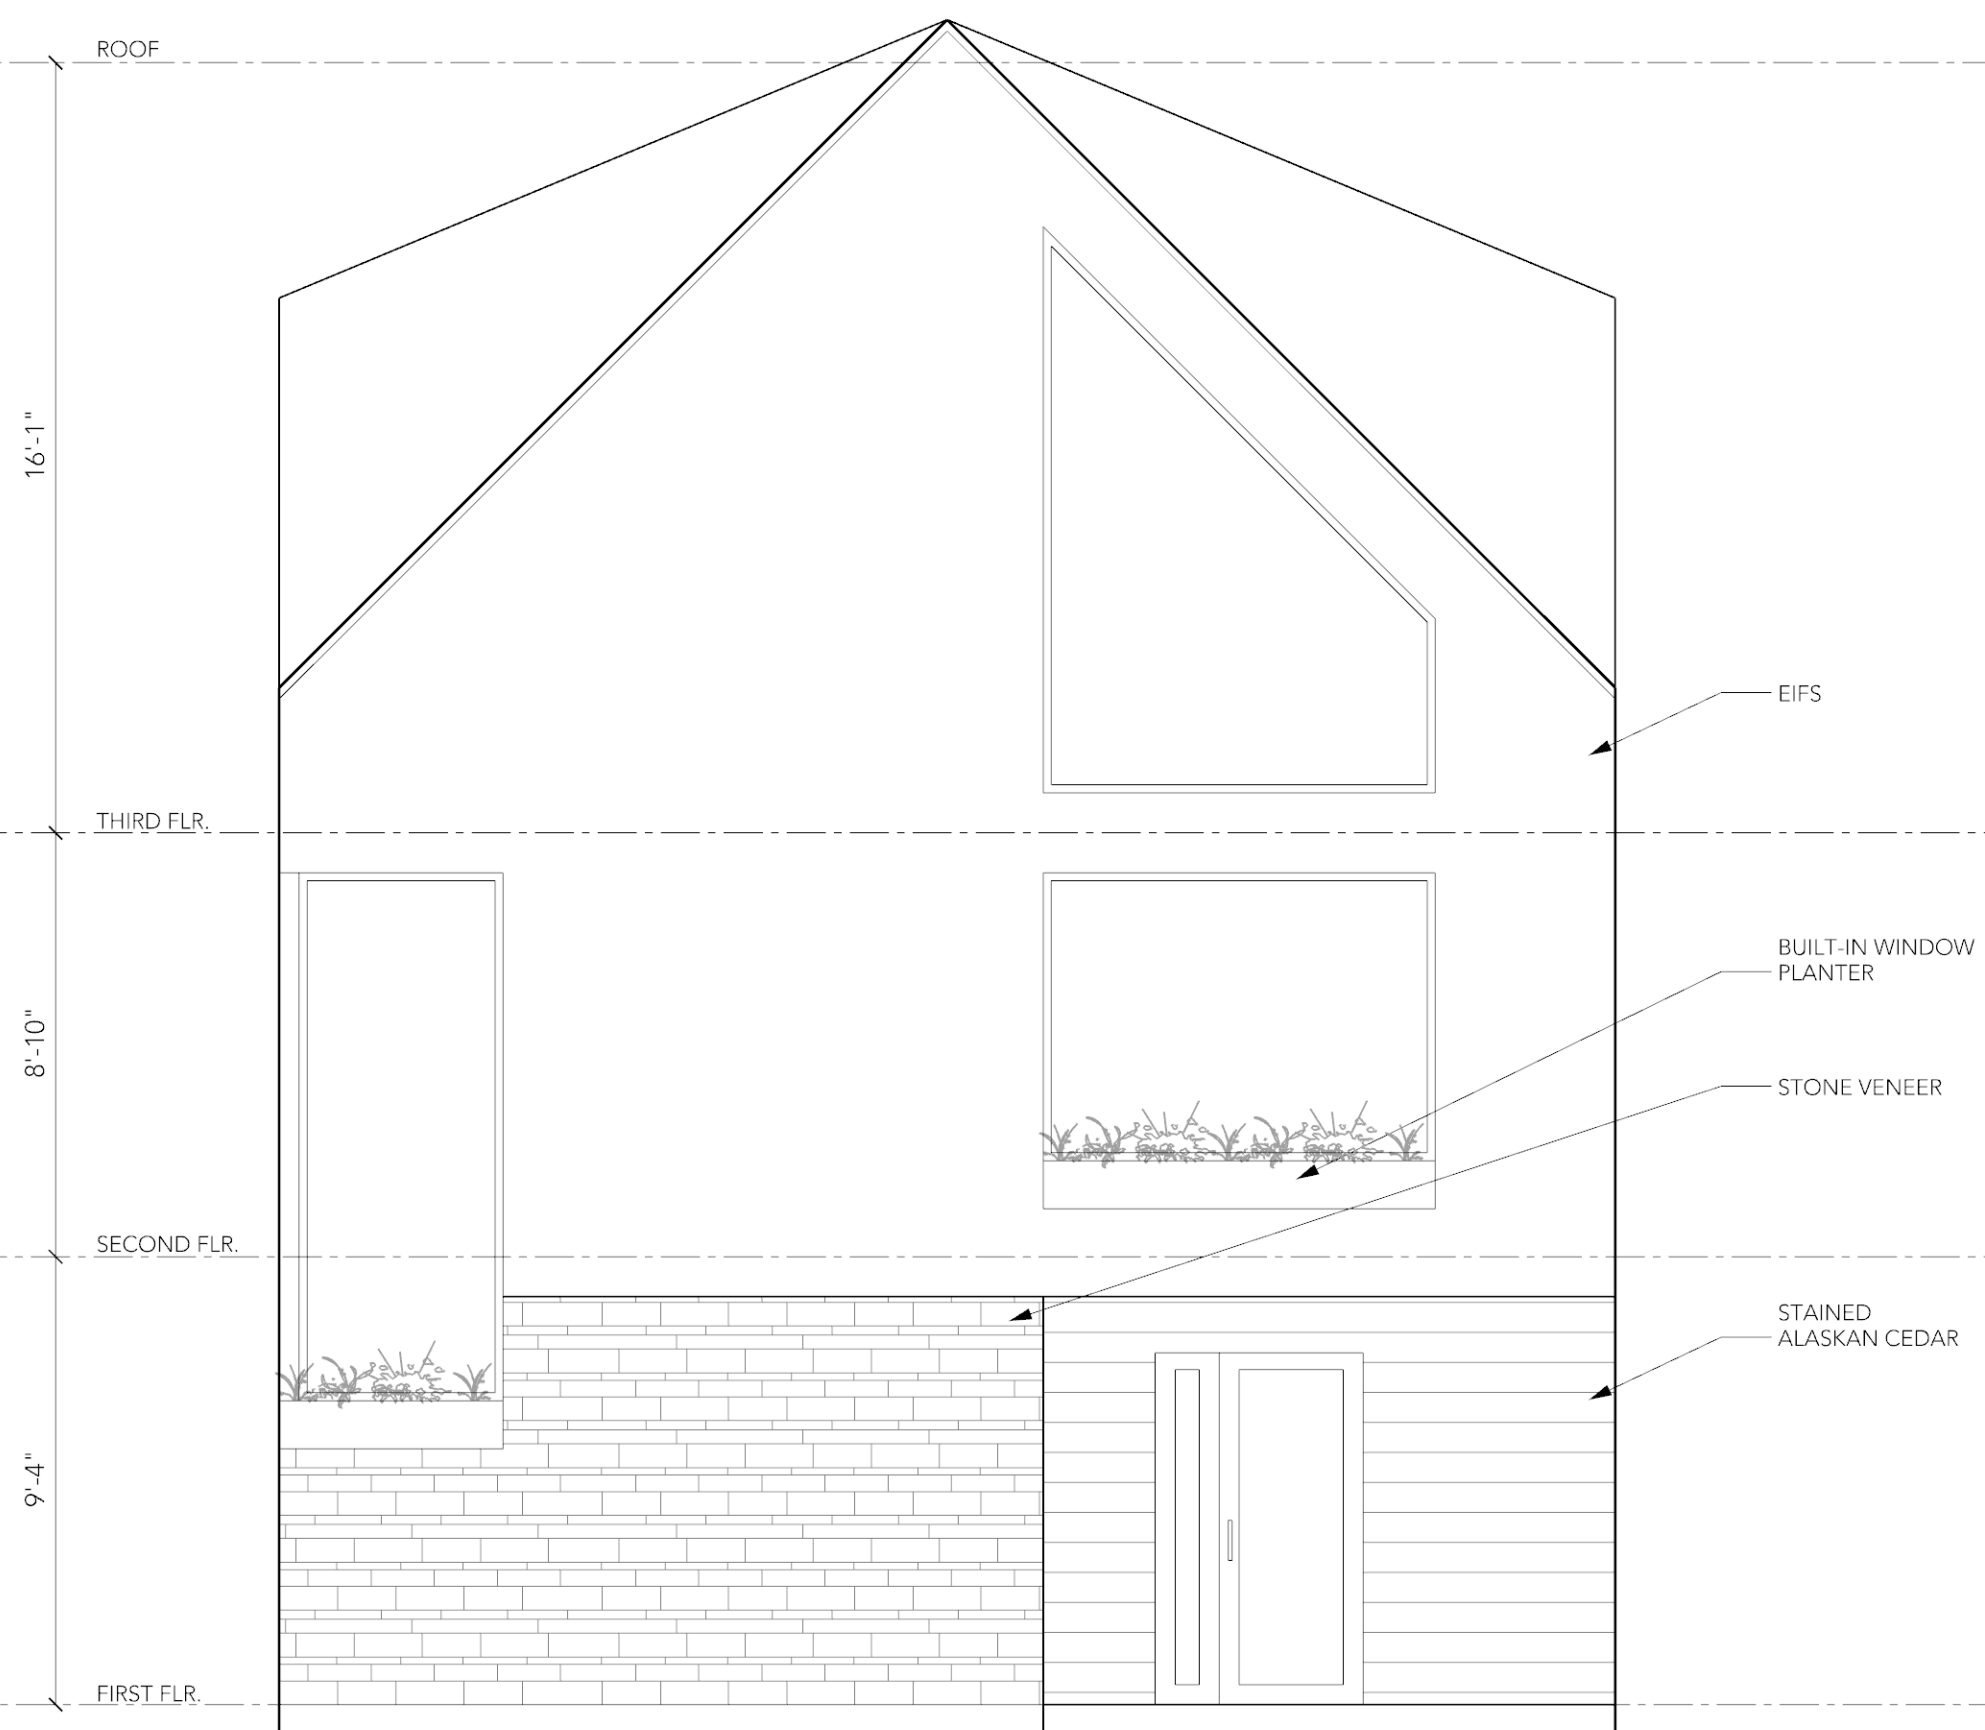 ROOF
16'-1"
EIFS
THIRD FLR.
BUILT-IN WINDOW
PLANTER
8'-10"
STONE VENEER
SECOND FLR.
STAINED
ALASKAN CEDAR
9'-4"
FIRST FLR.